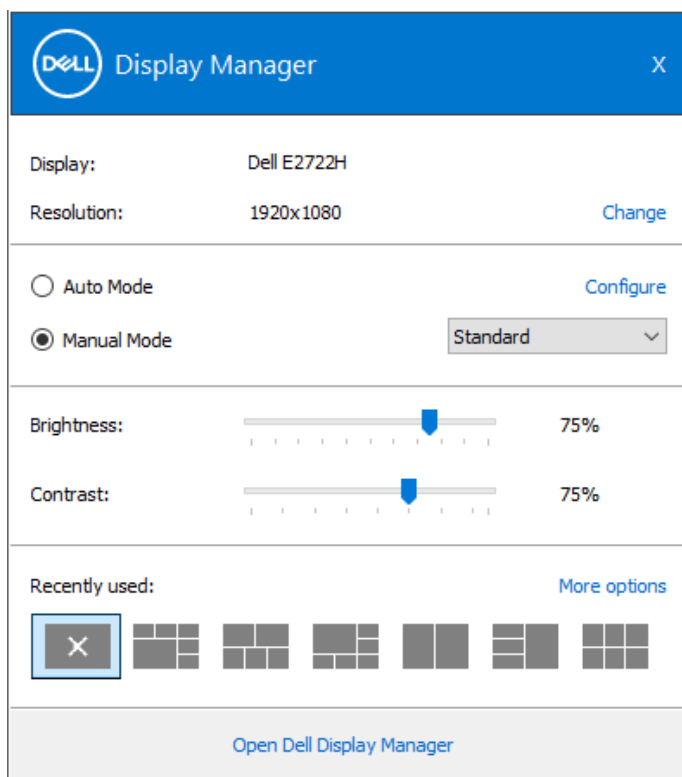 DELL Display Manager X
Display: Dell E2722H
Resolution: 1920x1080 Change
Auto Mode Configure
Manual Mode Standard
Brightness: 75%
Contrast: 75%
Recently used: More options
Open Dell Display Manager